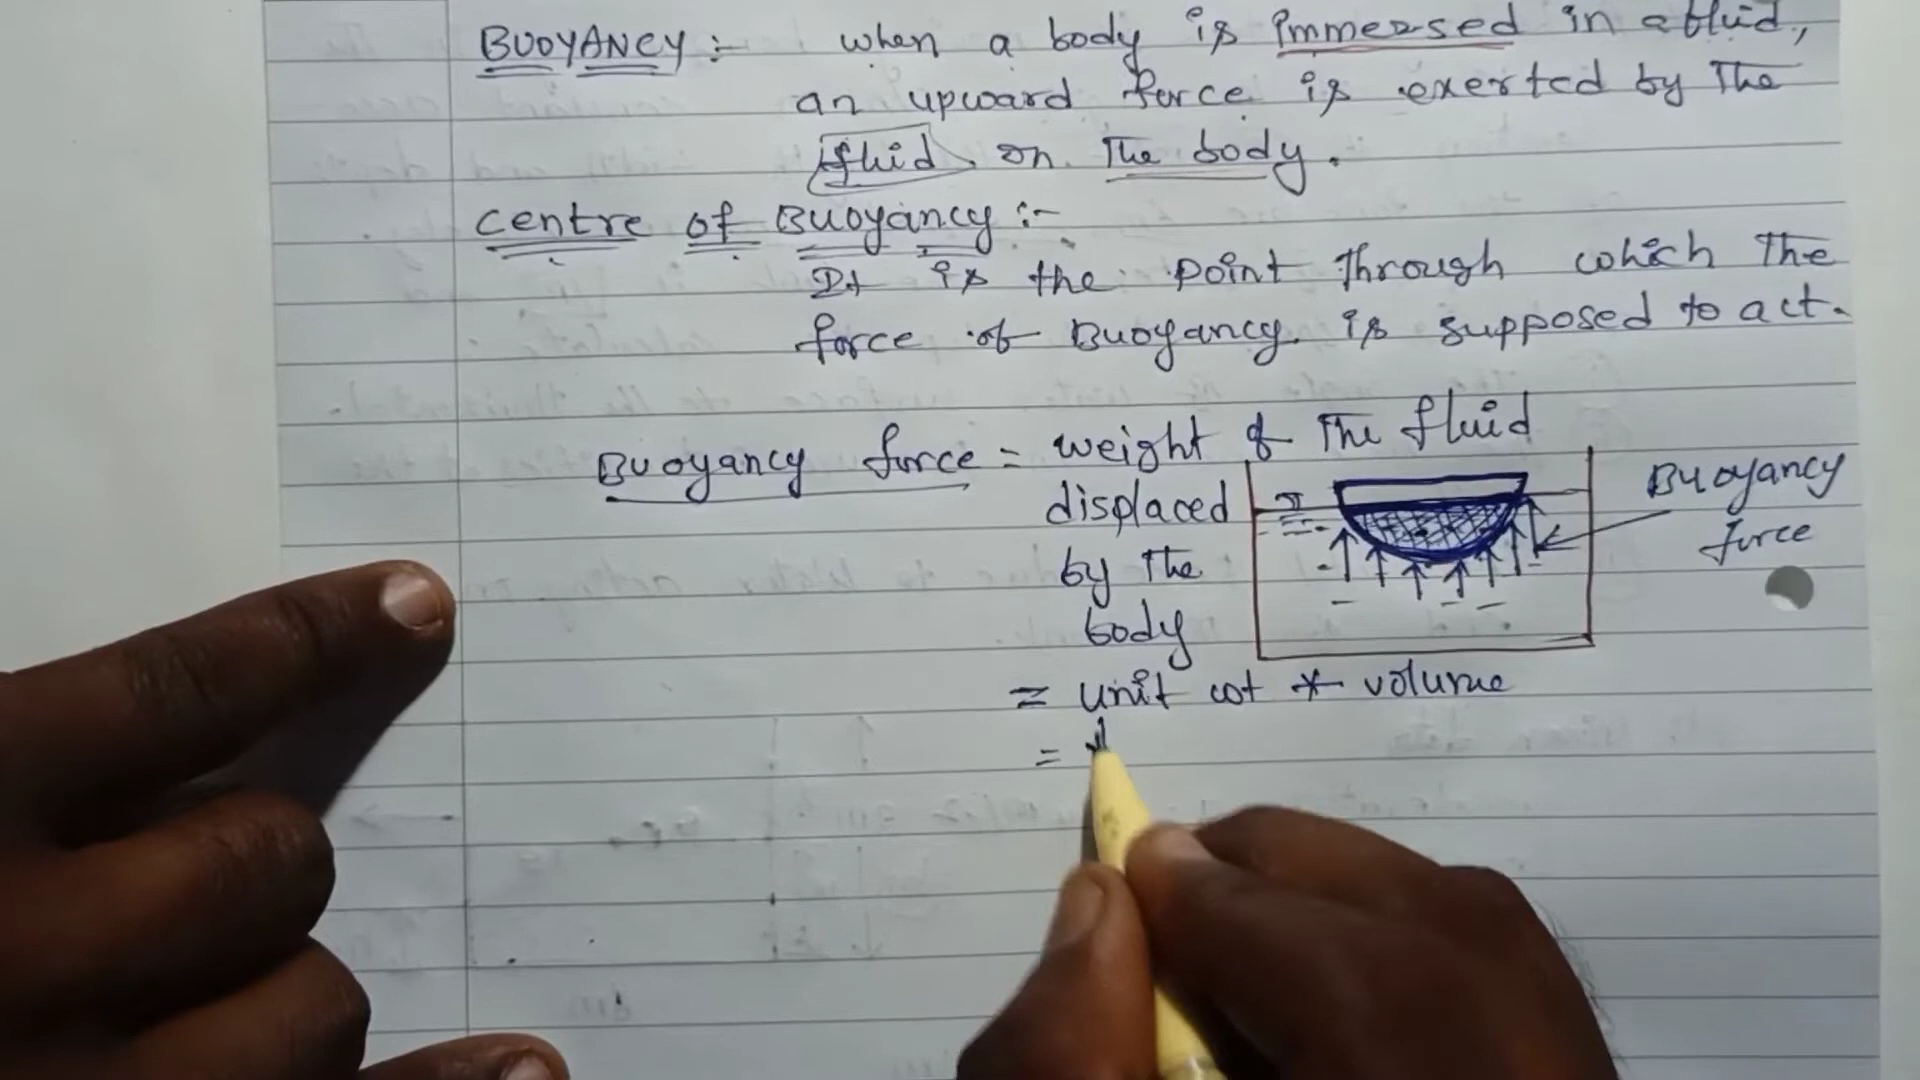 BUOYANCY :- when a body is immersed in a fluid,
an upward force is exerted by The
fluid on The body.
centre of Buoyancy :-
It is the point through which The
force of Buoyancy is supposed to act.
Buoyancy force = weight of The fluid
displaced
by The
body
Buoyancy
force
= unit wt * volume
=